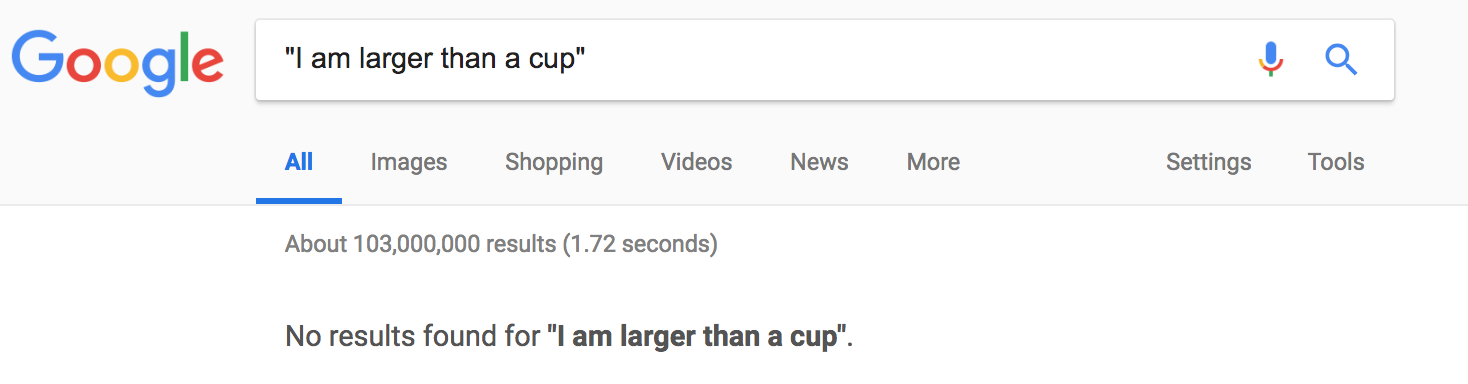 Google "I am larger than a cup"
All Images Shopping Videos News More Settings Tools
About 103,000,000 results (1.72 seconds)
No results found for "I am larger than a cup".